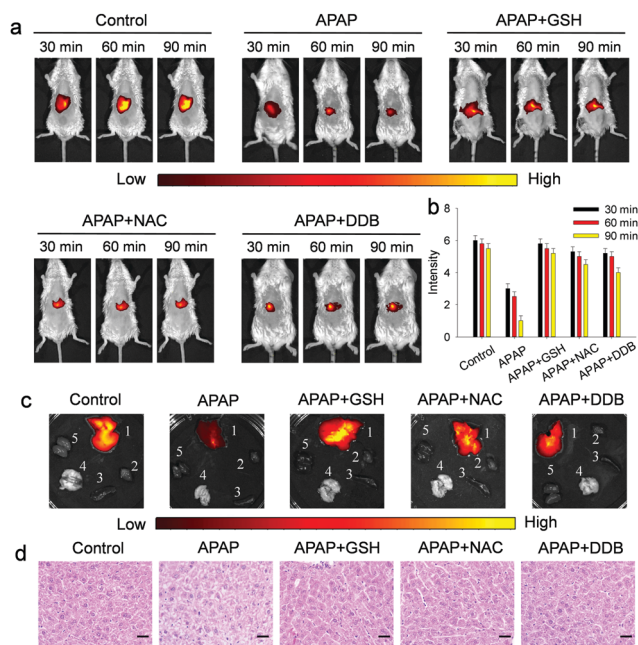 a
Control APAP APAP+GSH
30 min 60 min 90 min 30 min 60 min 90 min 30 min 60 min 90 min
Low High
APAP+NAC APAP+DDB
30 min 60 min 90 min 30 min 60 min 90 min
b
30 min
60 min
90 min
8
6
4
2
0
Intensity
Control APAP APAP+GSH APAP+NAC APAP+DDB
c
Control APAP APAP+GSH APAP+NAC APAP+DDB
1 2 3 4 5
1 2 3 4 5
1 2 3 4 5
1 2 3 4 5
1 2 3 4 5
Low High
d
Control APAP APAP+GSH APAP+NAC APAP+DDB